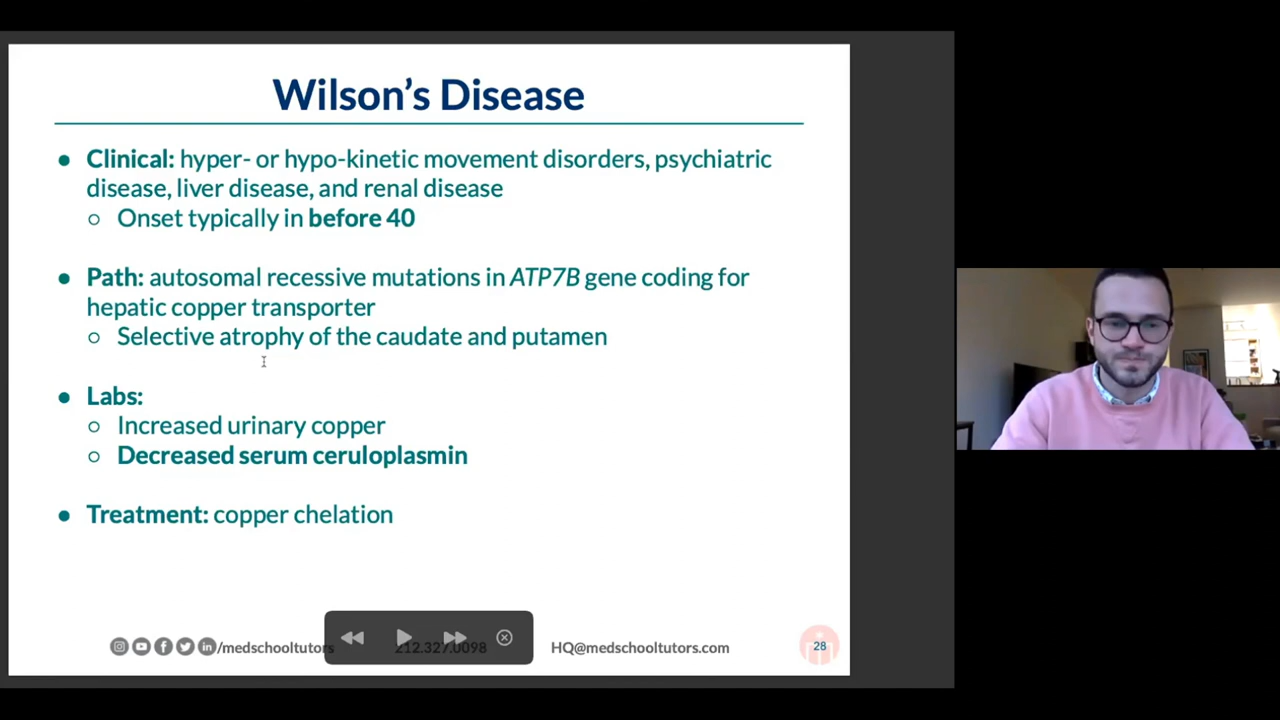 Wilson's Disease
● Clinical: hyper- or hypo-kinetic movement disorders, psychiatric
disease, liver disease, and renal disease
○ Onset typically in before 40
● Path: autosomal recessive mutations in ATP7B gene coding for
hepatic copper transporter
○ Selective atrophy of the caudate and putamen
● Labs:
○ Increased urinary copper
○ Decreased serum ceruloplasmin
● Treatment: copper chelation
/medschooltutors
212.327.0098
HQ@medschooltutors.com
28